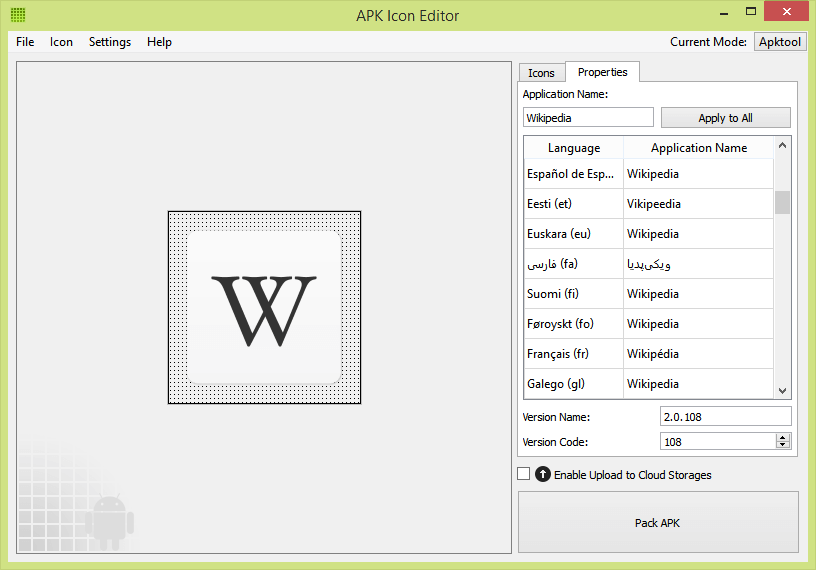 APK Icon Editor
File Icon Settings Help Current Mode: Apktool
Icons Properties
Application Name:
Wikipedia Apply to All
Language Application Name
Español de Esp... Wikipedia
Eesti (et) Vikipeedia
Euskara (eu) Wikipedia
فارسی (fa) ویکی‌پدیا
Suomi (fi) Wikipedia
Føroyskt (fo) Wikipedia
Français (fr) Wikipédia
Galego (gl) Wikipedia
W
Version Name: 2.0.108
Version Code: 108
Enable Upload to Cloud Storages
Pack APK